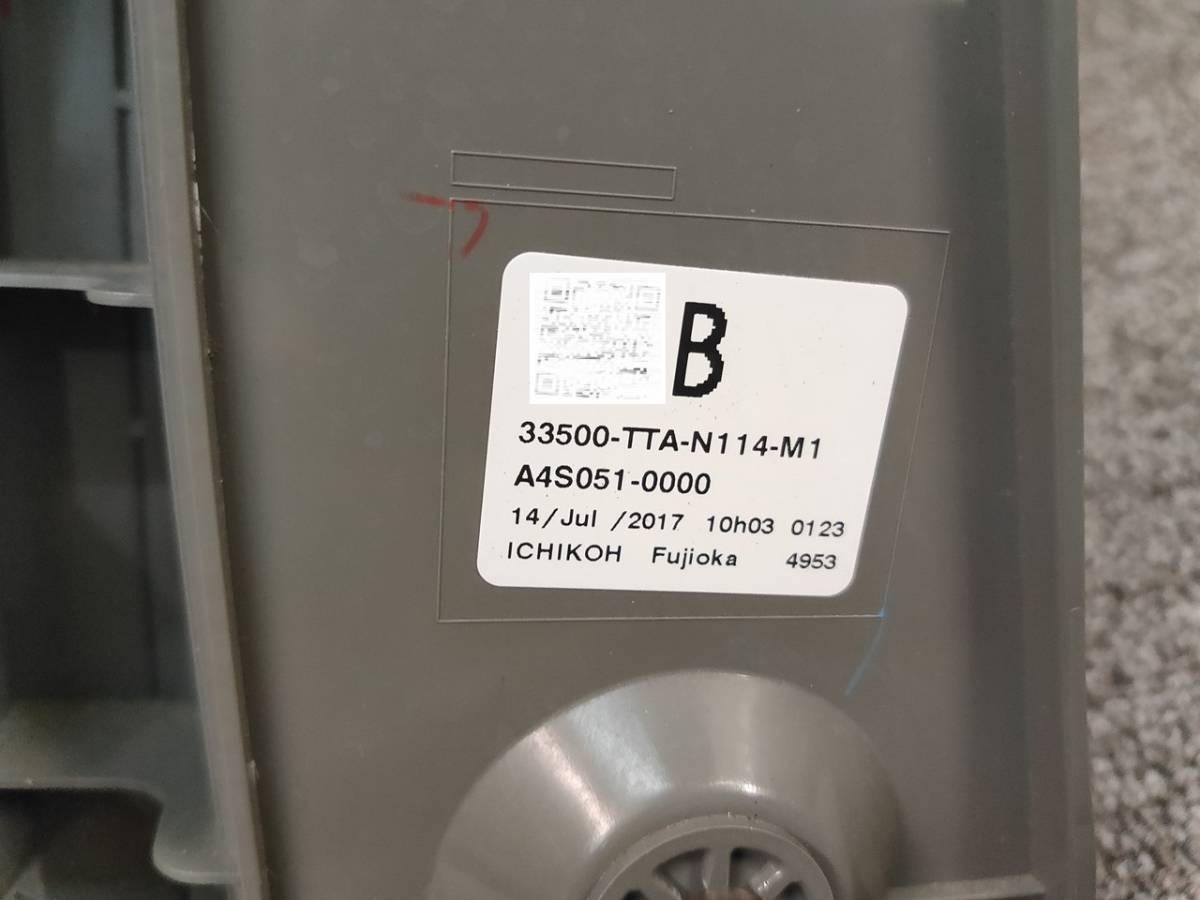 B
33500-TTA-N114-M1
A4S051-0000
14/Jul /2017 10h03 0123
ICHIKOH Fujioka 4953